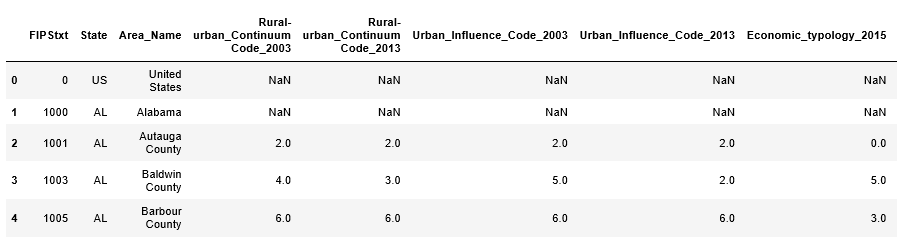 FIPStxt State Area_Name Rural-urban_Continuum Code_2003 Rural-urban_Continuum Code_2013 Urban_Influence_Code_2003 Urban_Influence_Code_2013 Economic_typology_2015
0 0 US United States NaN NaN NaN NaN NaN
1 1000 AL Alabama NaN NaN NaN NaN NaN
2 1001 AL Autauga County 2.0 2.0 2.0 2.0 0.0
3 1003 AL Baldwin County 4.0 3.0 5.0 2.0 5.0
4 1005 AL Barbour County 6.0 6.0 6.0 6.0 3.0